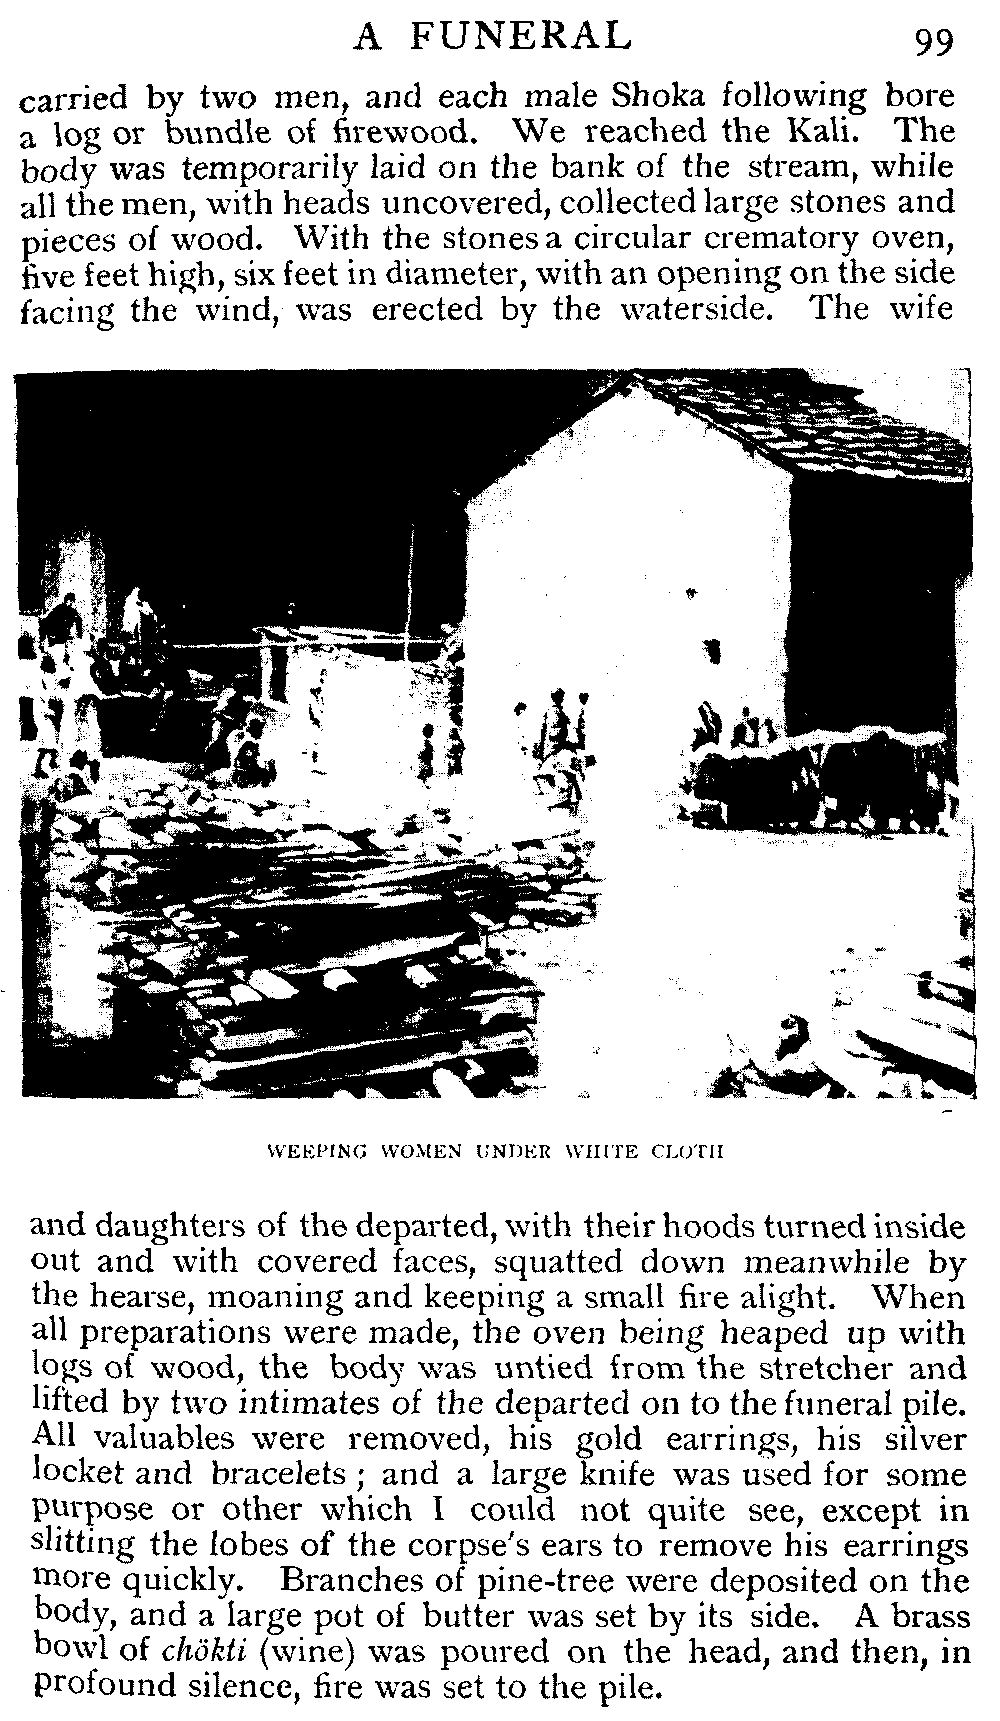 A FUNERAL 99
carried by two men, and each male Shoka following bore
a log or bundle of firewood. We reached the Kali. The
body was temporarily laid on the bank of the stream, while
all the men, with heads uncovered, collected large stones and
pieces of wood. With the stones a circular crematory oven,
five feet high, six feet in diameter, with an opening on the side
facing the wind, was erected by the waterside. The wife
WEEPING WOMEN UNDER WHITE CLOTH
and daughters of the departed, with their hoods turned inside
out and with covered faces, squatted down meanwhile by
the hearse, moaning and keeping a small fire alight. When
all preparations were made, the oven being heaped up with
logs of wood, the body was untied from the stretcher and
lifted by two intimates of the departed on to the funeral pile.
All valuables were removed, his gold earrings, his silver
locket and bracelets ; and a large knife was used for some
purpose or other which I could not quite see, except in
slitting the lobes of the corpse's ears to remove his earrings
more quickly. Branches of pine-tree were deposited on the
body, and a large pot of butter was set by its side. A brass
bowl of chökti (wine) was poured on the head, and then, in
profound silence, fire was set to the pile.